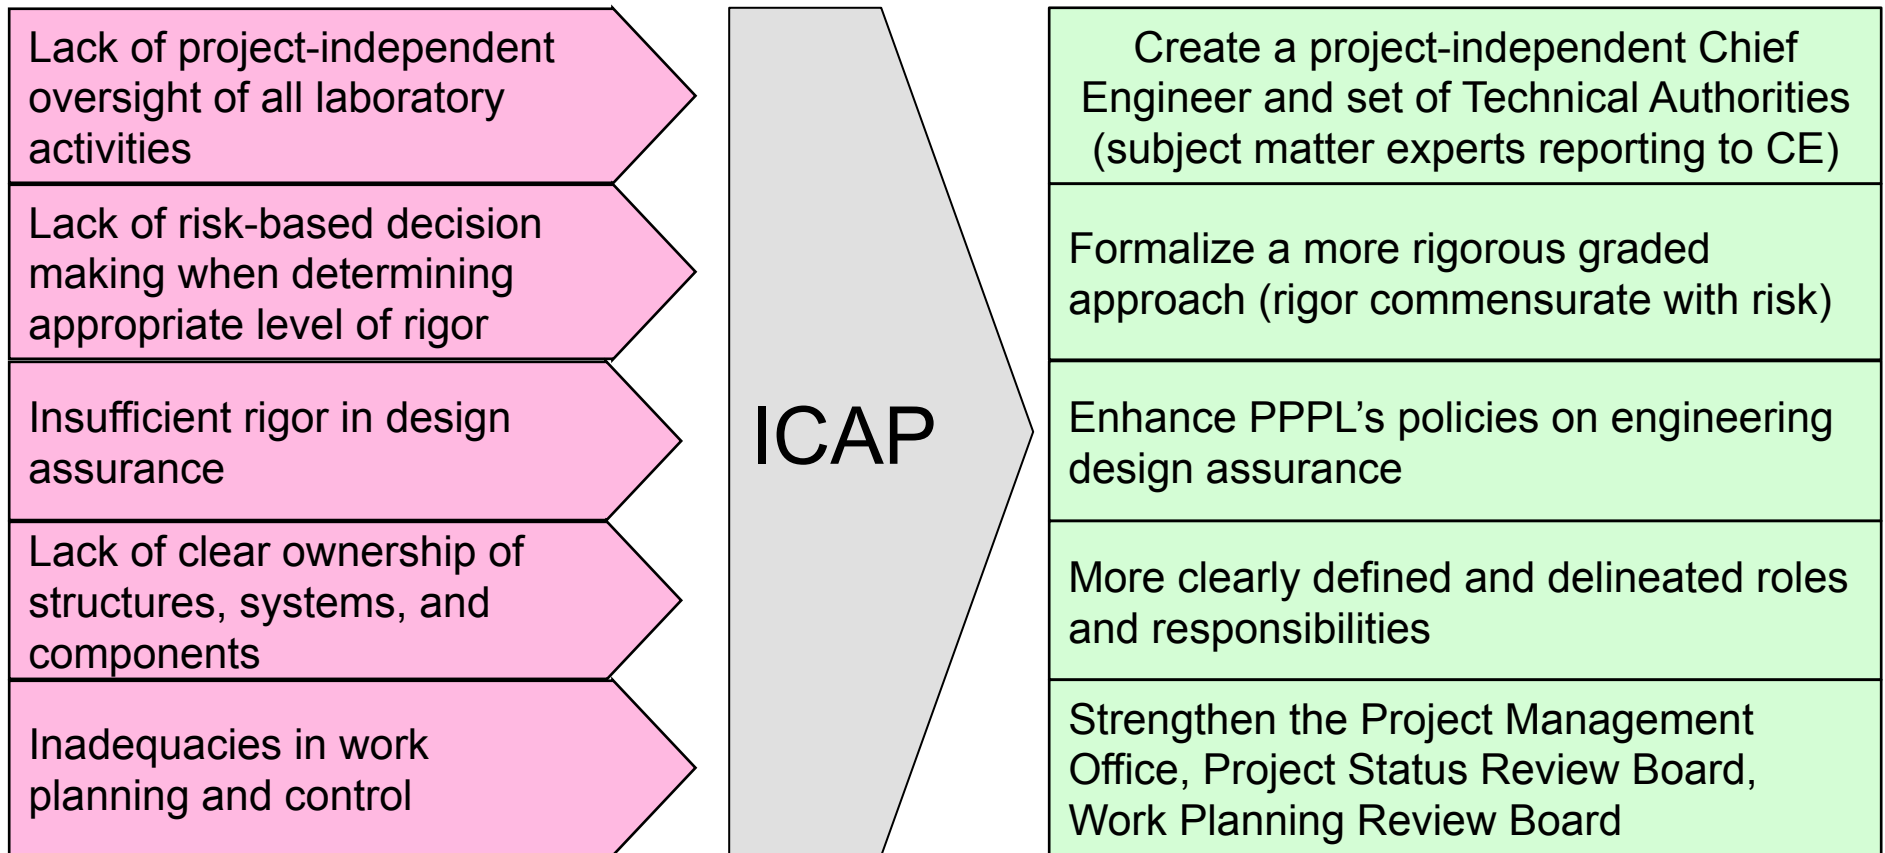 Lack of project-independent
oversight of all laboratory
activities
Lack of risk-based decision
making when determining
appropriate level of rigor
Insufficient rigor in design
assurance
Lack of clear ownership of
structures, systems, and
components
Inadequacies in work
planning and control
ICAP
Create a project-independent Chief
Engineer and set of Technical Authorities
(subject matter experts reporting to CE)
Formalize a more rigorous graded
approach (rigor commensurate with risk)
Enhance PPPL’s policies on engineering
design assurance
More clearly defined and delineated roles
and responsibilities
Strengthen the Project Management
Office, Project Status Review Board,
Work Planning Review Board